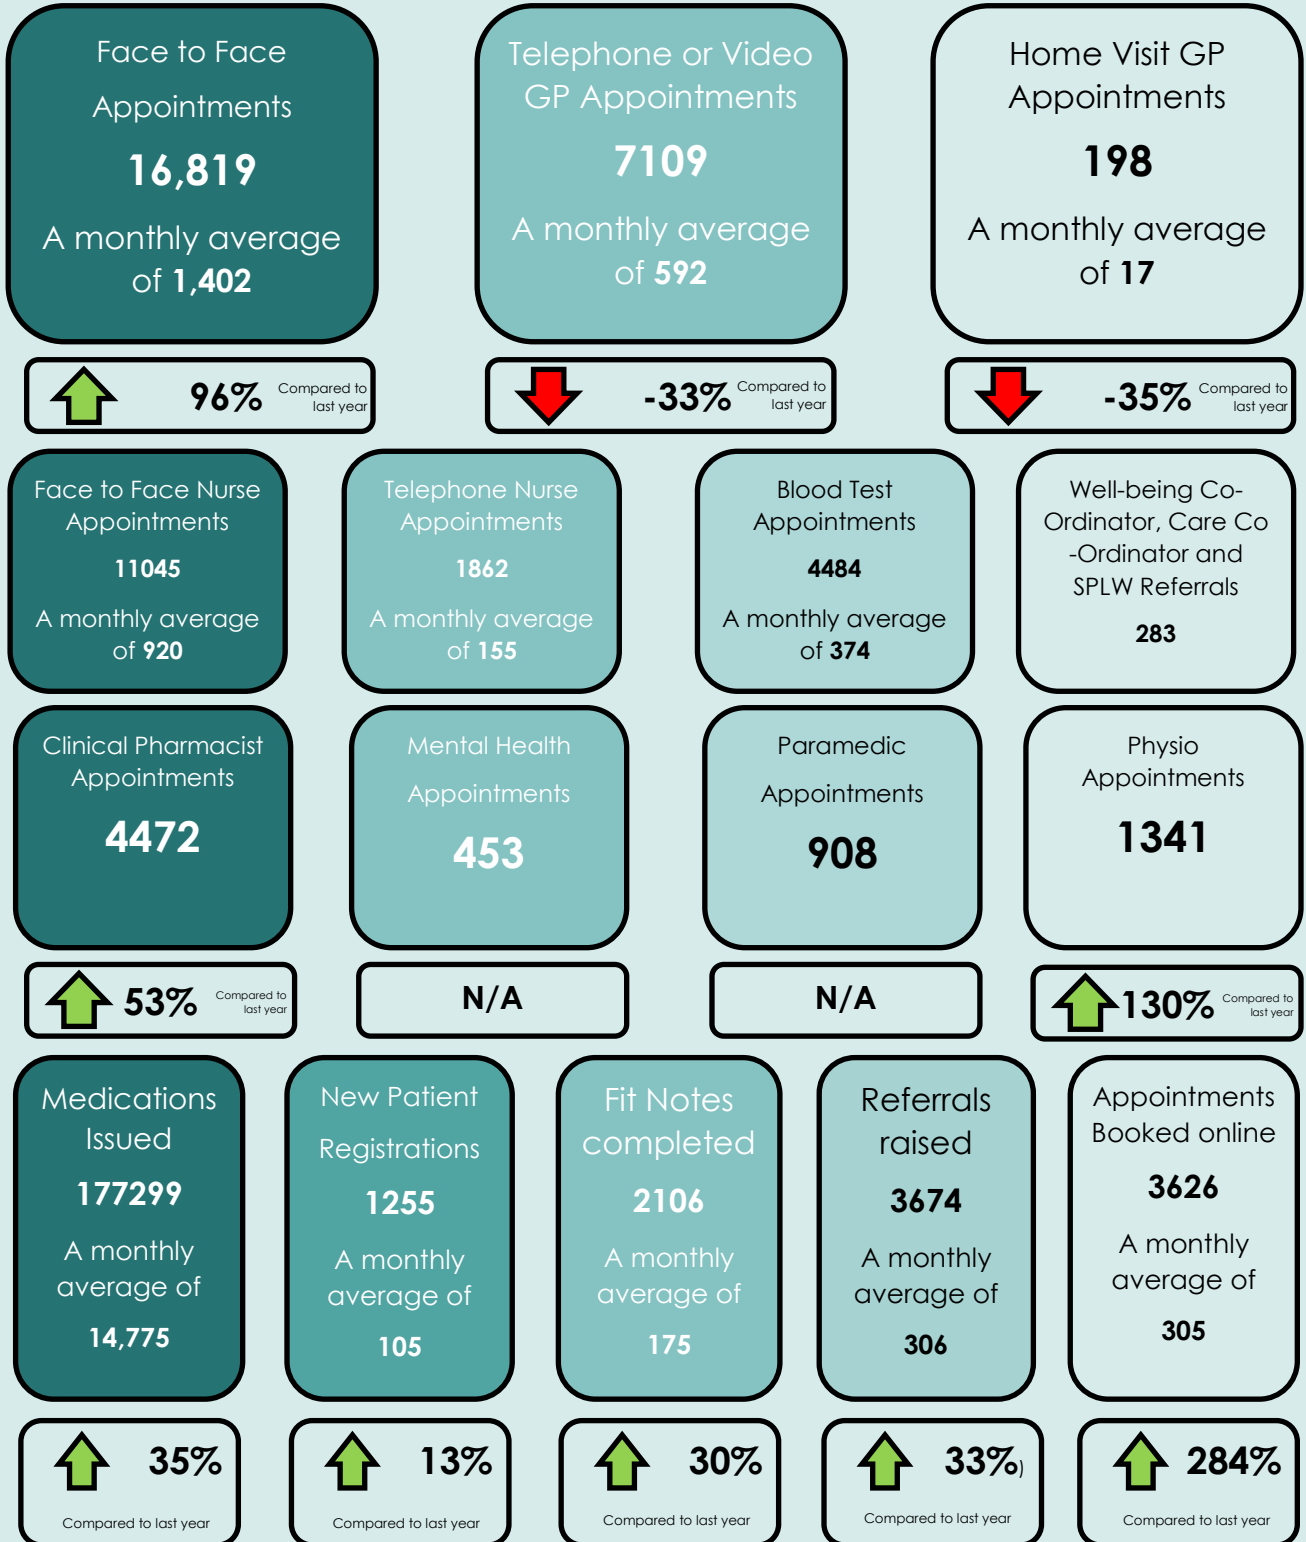 Face to Face
Appointments
16,819
A monthly average
of 1,402
Telephone or Video
GP Appointments
7109
A monthly average
of 592
Home Visit GP
Appointments
198
A monthly average
of 17
96% Compared to
last year
-33% Compared to
last year
-35% Compared to
last year
Face to Face Nurse
Appointments
11045
A monthly average
of 920
Telephone Nurse
Appointments
1862
A monthly average
of 155
Blood Test
Appointments
4484
A monthly average
of 374
Well-being Co-
Ordinator, Care Co
-Ordinator and
SPLW Referrals
283
Clinical Pharmacist
Appointments
4472
Mental Health
Appointments
453
Paramedic
Appointments
908
Physio
Appointments
1341
53% Compared to
last year
N/A
N/A
130% Compared to
last year
Medications
Issued
177299
A monthly
average of
14,775
New Patient
Registrations
1255
A monthly
average of
105
Fit Notes
completed
2106
A monthly
average of
175
Referrals
raised
3674
A monthly
average of
306
Appointments
Booked online
3626
A monthly
average of
305
35%
Compared to last year
13%
Compared to last year
30%
Compared to last year
33%)
Compared to last year
284%
Compared to last year